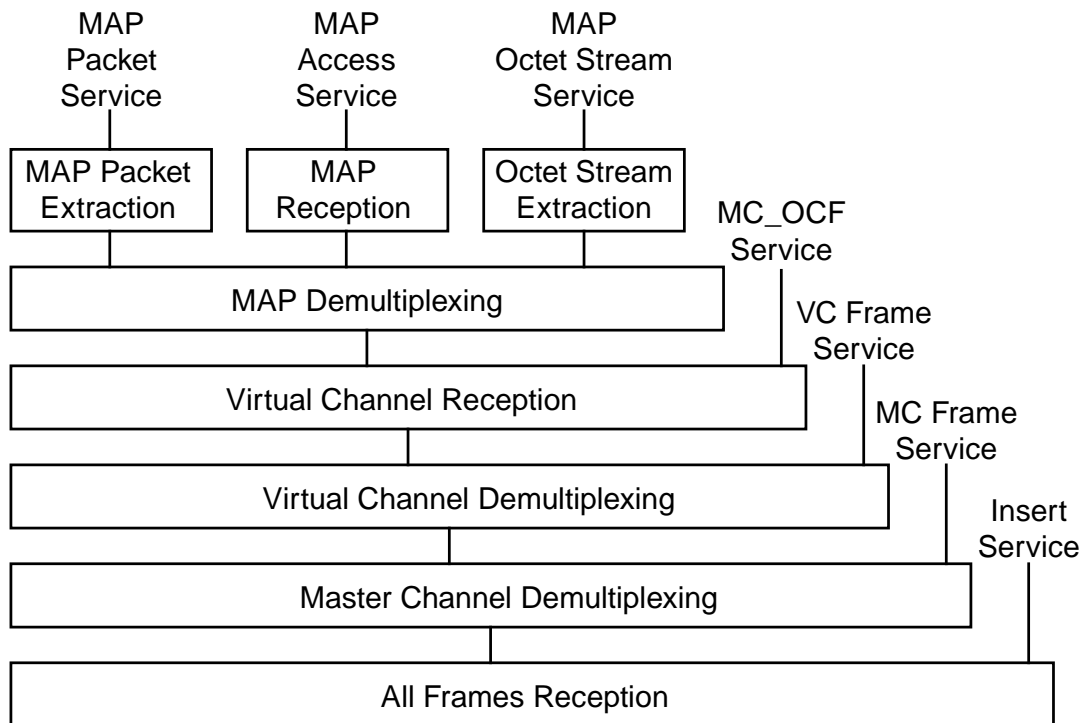 MAP
Packet
Service
MAP
Access
Service
MAP
Octet Stream
Service
MAP Packet
Extraction
MAP
Reception
Octet Stream
Extraction
MC_OCF
Service
MAP Demultiplexing
VC Frame
Service
Virtual Channel Reception
MC Frame
Service
Virtual Channel Demultiplexing
Insert
Service
Master Channel Demultiplexing
All Frames Reception